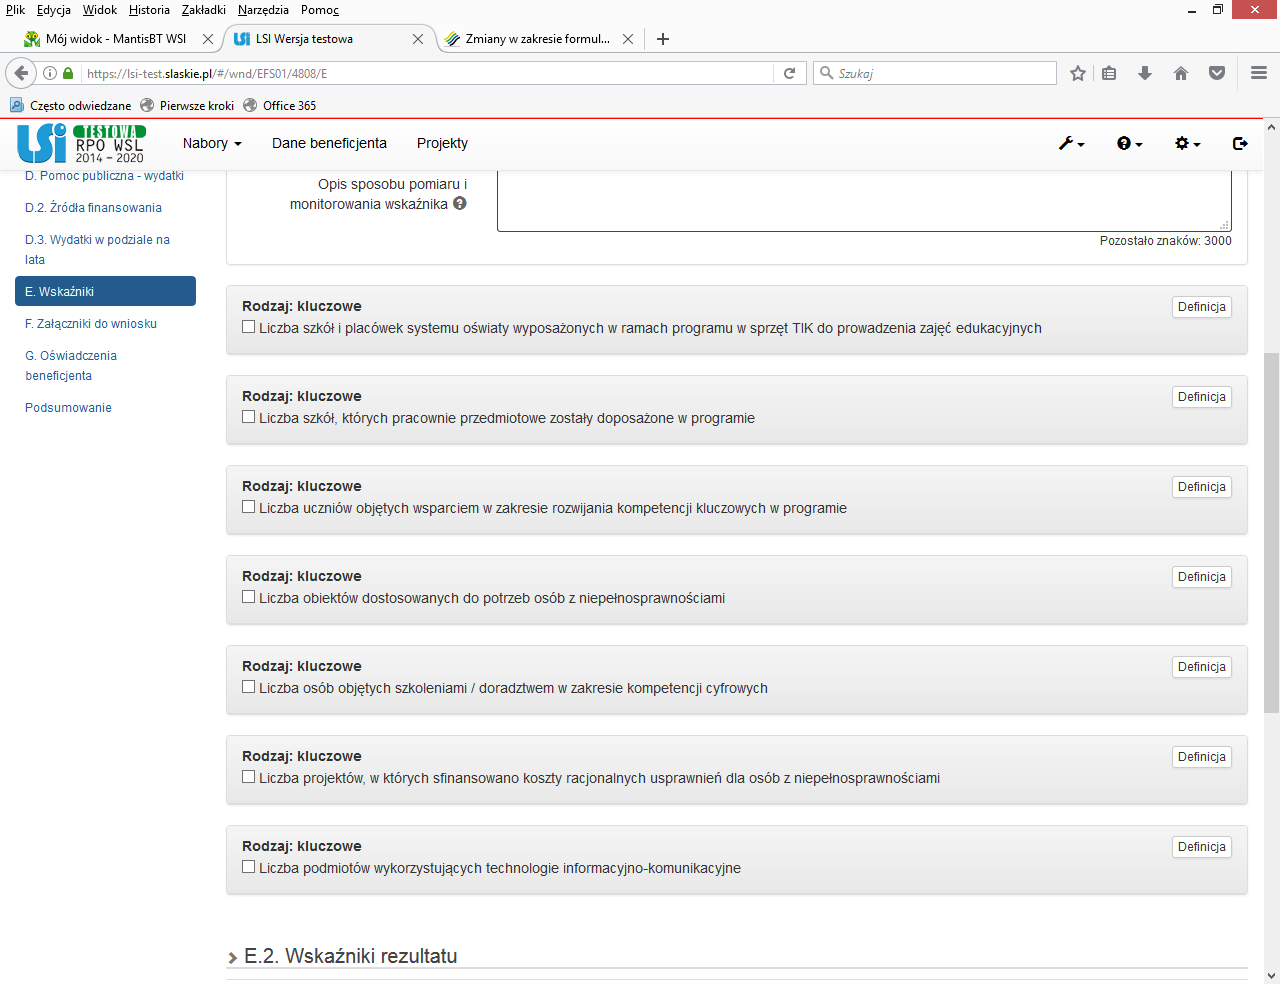 Plik Edycja Widok Historia Zakładki Narzędzia Pomoc
Mój widok - MantisBT WSI
LSI Wersja testowa
Zmiany w zakresie formul...
https://lsi-test.slaskie.pl/#/wnd/EFS01/4808/E
Szukaj
Często odwiedzane Pierwsze kroki Office 365
LSI TESTOWA
RPO WSL
2014 – 2020
Nabory Dane beneficjenta Projekty
D. Pomoc publiczna - wydatki
D.2. Źródła finansowania
D.3. Wydatki w podziale na
lata
E. Wskaźniki
F. Załączniki do wniosku
G. Oświadczenia
beneficjenta
Podsumowanie
Opis sposobu pomiaru i
monitorowania wskaźnika
Pozostało znaków: 3000
Rodzaj: kluczowe
Definicja
Liczba szkół i placówek systemu oświaty wyposażonych w ramach programu w sprzęt TIK do prowadzenia zajęć edukacyjnych
Rodzaj: kluczowe
Definicja
Liczba szkół, których pracownie przedmiotowe zostały doposażone w programie
Rodzaj: kluczowe
Definicja
Liczba uczniów objętych wsparciem w zakresie rozwijania kompetencji kluczowych w programie
Rodzaj: kluczowe
Definicja
Liczba obiektów dostosowanych do potrzeb osób z niepełnosprawnościami
Rodzaj: kluczowe
Definicja
Liczba osób objętych szkoleniami / doradztwem w zakresie kompetencji cyfrowych
Rodzaj: kluczowe
Definicja
Liczba projektów, w których sfinansowano koszty racjonalnych usprawnień dla osób z niepełnosprawnościami
Rodzaj: kluczowe
Definicja
Liczba podmiotów wykorzystujących technologie informacyjno-komunikacyjne
E.2. Wskaźniki rezultatu